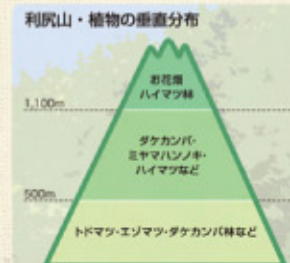 利尻山・植物の垂直分布
お花畑
ハイマツ林
1,100m
ダケカンバ・
ミヤマハンノキ・
ハイマツなど
500m
トドマツ・エゾマツ・ダケカンバ林など